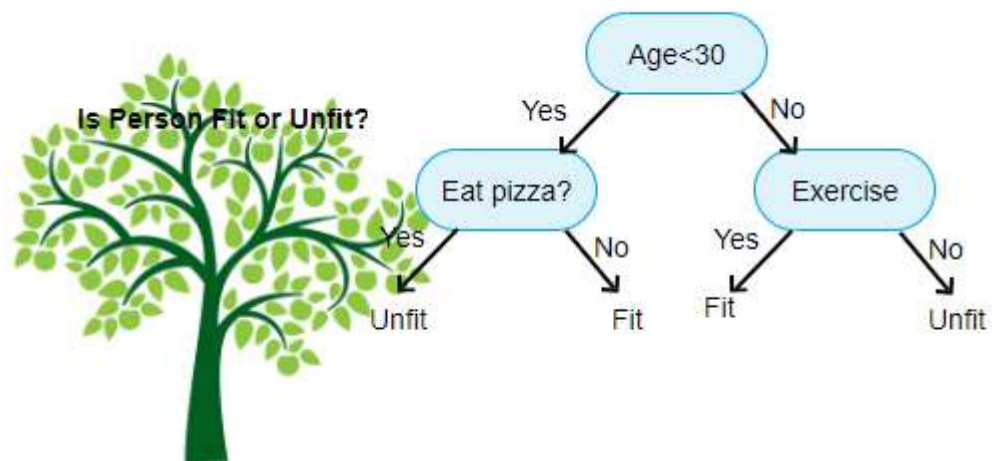 Age<30
Is Person Fit or Unfit?
Yes
No
Eat pizza?
Exercise
Yes
No
Yes
No
Unfit
Fit
Fit
Unfit